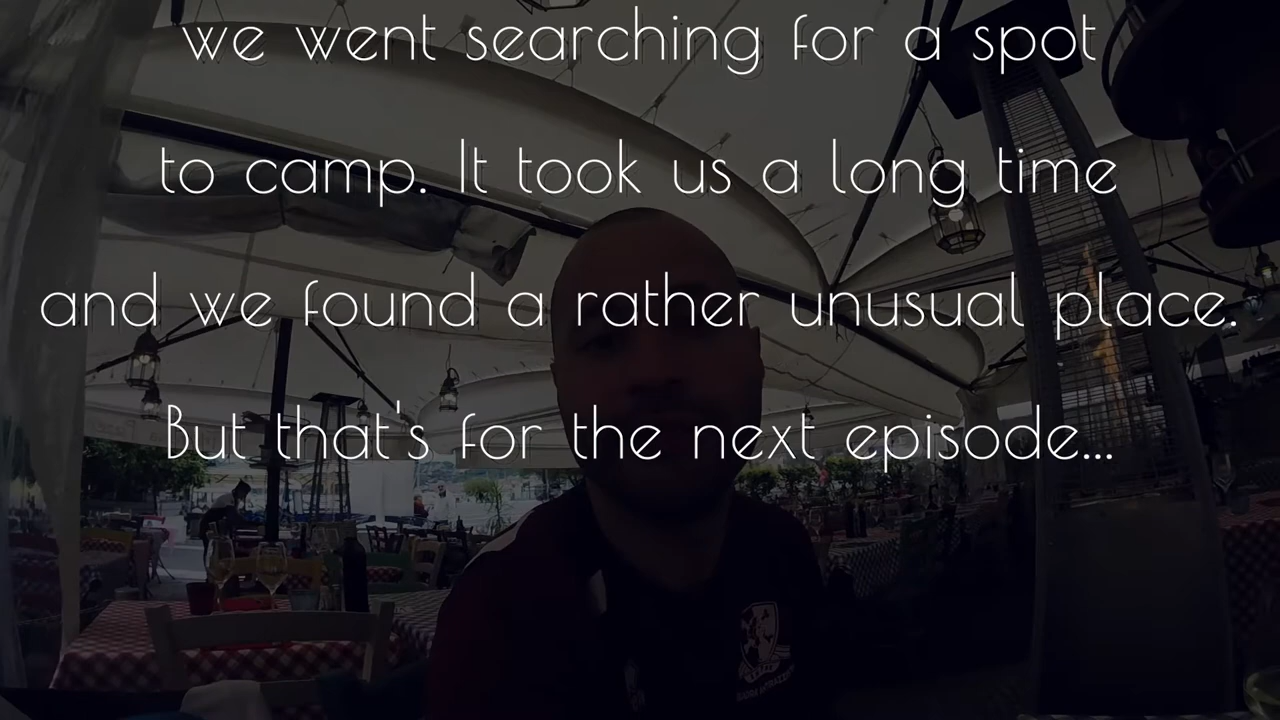 we went searching for a spot
to camp. It took us a long time
and we found a rather unusual place.
But that's for the next episode...